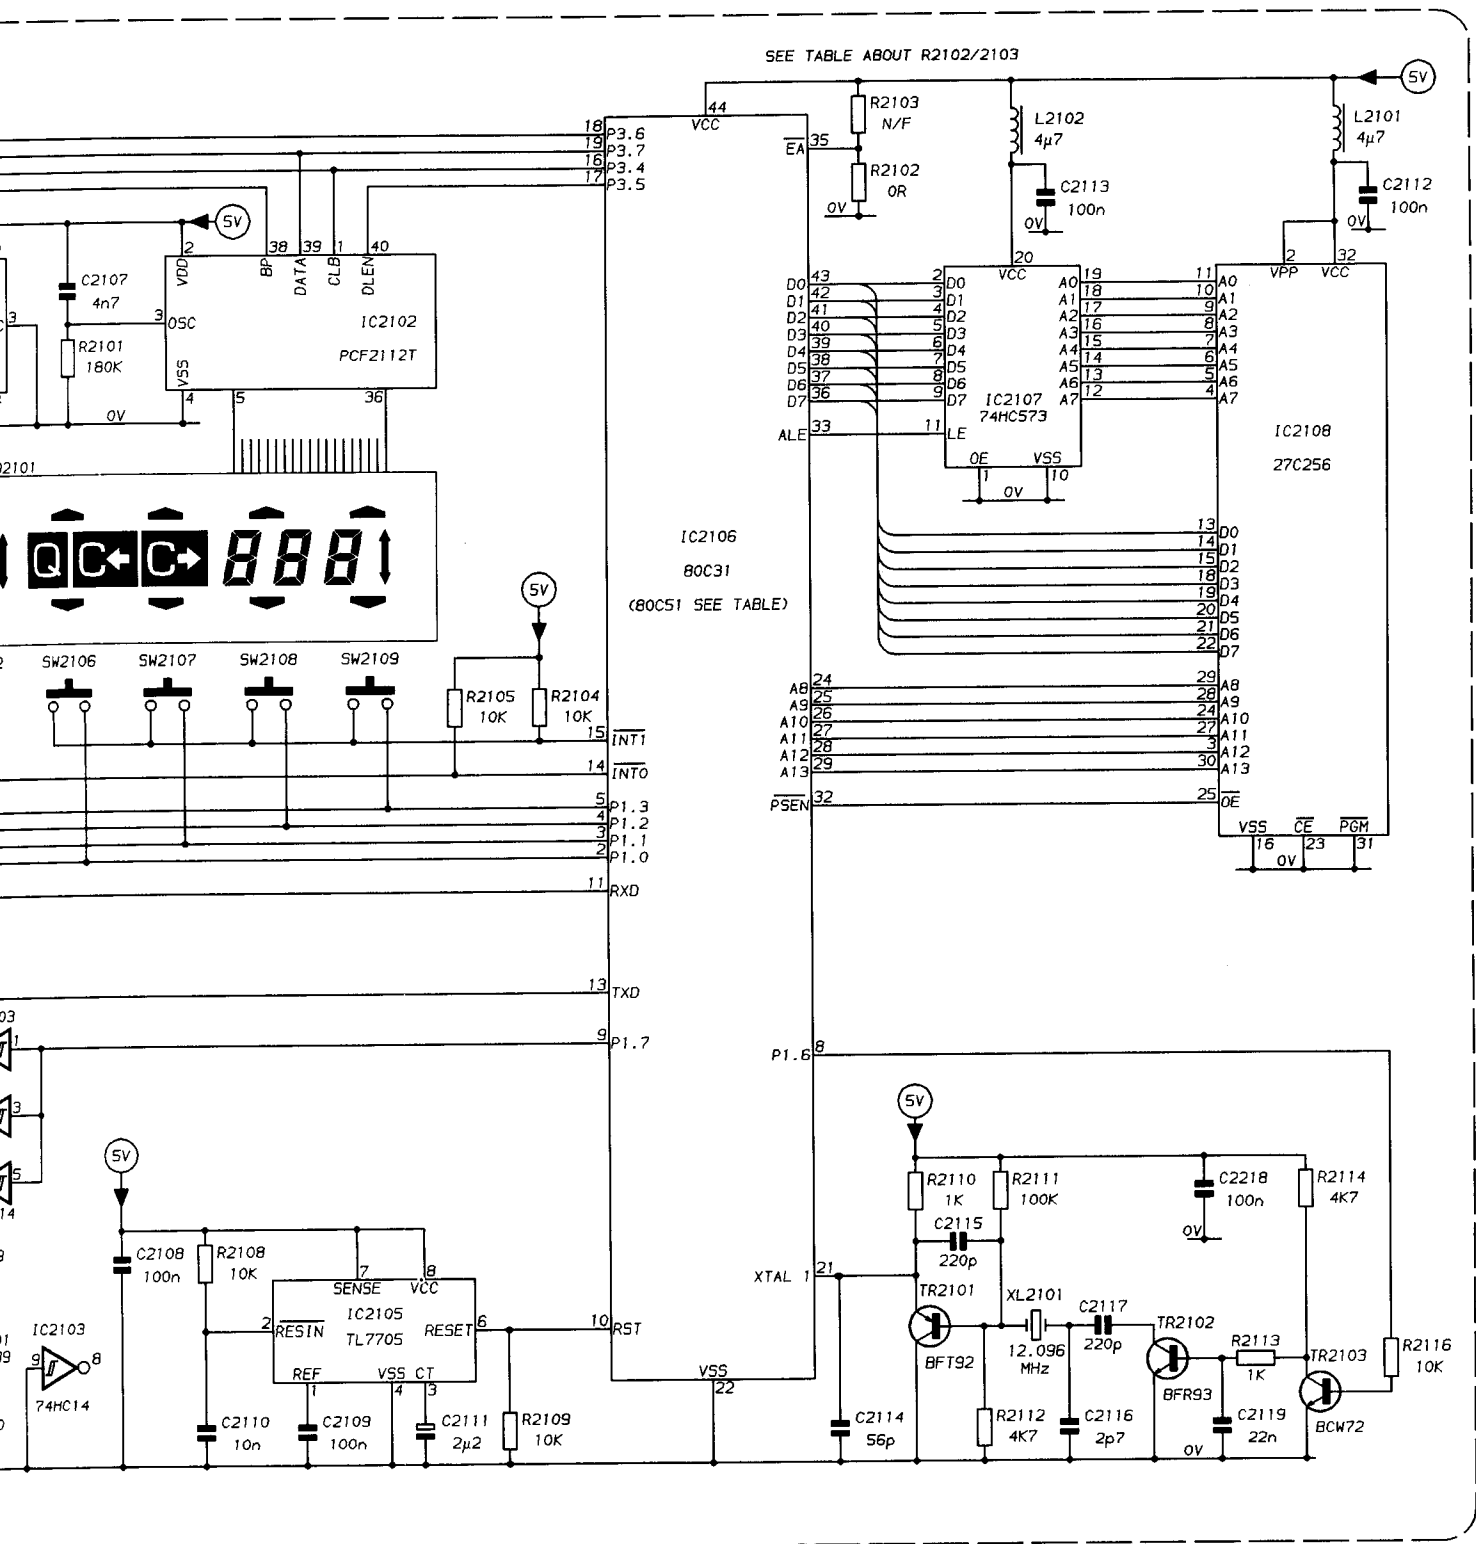 SEE TABLE ABOUT R2102/2103
5V
44
VCC
R2103
N/F
L2102
4µ7
L2101
4µ7
18 P3.6
19 P3.7
16 P3.4
17 P3.5
EA 35
R2102
0R
0V
C2113
100n
0V
C2112
100n
0V
5V
2 38 39 1 40
VDD BP DATA CLB DLEN
C2107
4n7
3
3 OSC
IC2102
PCF2112T
R2101
180K
VSS
4 5 36
0V
20
VCC
2 32
VPP VCC
D0 43
D1 42
D2 41
D3 40
D4 39
D5 38
D6 37
D7 36
ALE 33
2 D0
3 D1
4 D2
5 D3
6 D4
7 D5
8 D6
9 D7
11 LE
A0 19
A1 18
A2 17
A3 16
A4 15
A5 14
A6 13
A7 12
IC2107
74HC573
OE VSS
1 10
0V
11 A0
10 A1
9 A2
8 A3
7 A4
6 A5
5 A6
4 A7
IC2108
27C256
2101
Q C C 888
IC2106
80C31
(80C51 SEE TABLE)
13 D0
14 D1
15 D2
18 D3
19 D4
20 D5
21 D6
22 D7
5V
2 SW2106 SW2107 SW2108 SW2109
R2105
10K
R2104
10K
A8 24
A9 25
A10 26
A11 27
A12 28
A13 29
PSEN 32
29 A8
28 A9
24 A10
27 A11
3 A12
30 A13
25 OE
15 INT1
14 INT0
5 P1.3
4 P1.2
3 P1.1
2 P1.0
11 RXD
VSS CE PGM
16 23 31
0V
13 TXD
03
1
9 P1.7
P1.6 8
3
5
14
5V
5V
R2110
1K
R2111
100K
C2218
100n
0V
R2114
4K7
C2115
220p
C2108
100n
R2108
10K
7 8
SENSE VCC
IC2105
TL7705
2 RESIN
RESET 6
REF VSS CT
1 4 3
10 RST
XTAL 1 21
TR2101
BFT92
XL2101
12.096
MHz
C2117
220p
TR2102
BFR93
R2113
1K
TR2103
BCW72
R2116
10K
IC2103
9 8
74HC14
C2110
10n
C2109
100n
C2111
2µ2
R2109
10K
VSS
22
C2114
56p
R2112
4K7
C2116
2p7
C2119
22n
0V